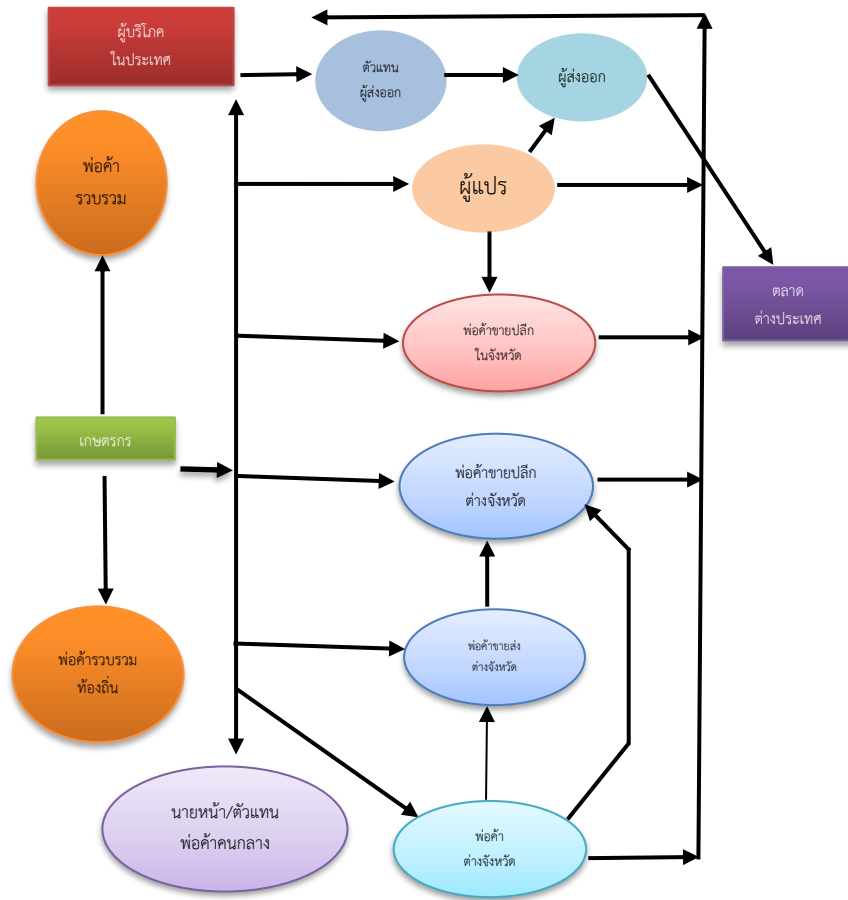 ผู้บริโภค
ในประเทศ
ตัวแทน
ผู้ส่งออก
ผู้ส่งออก
พ่อค้า
รวบรวม
ผู้แปร
ตลาด
ต่างประเทศ
พ่อค้าขายปลีก
ในจังหวัด
เกษตรกร
พ่อค้าขายปลีก
ต่างจังหวัด
พ่อค้ารวบรวม
ท้องถิ่น
พ่อค้าขายส่ง
ต่างจังหวัด
นายหน้า/ตัวแทน
พ่อค้าคนกลาง
พ่อค้า
ต่างจังหวัด